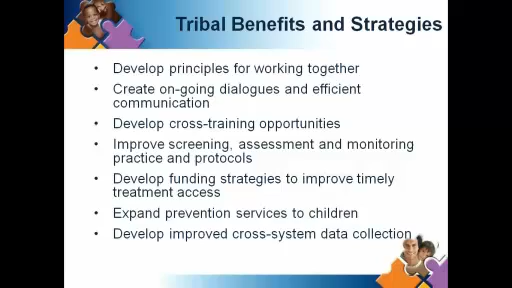 Tribal Benefits and Strategies
• Develop principles for working together
• Create on-going dialogues and efficient
communication
• Develop cross-training opportunities
• Improve screening, assessment and monitoring
practice and protocols
• Develop funding strategies to improve timely
treatment access
• Expand prevention services to children
• Develop improved cross-system data collection